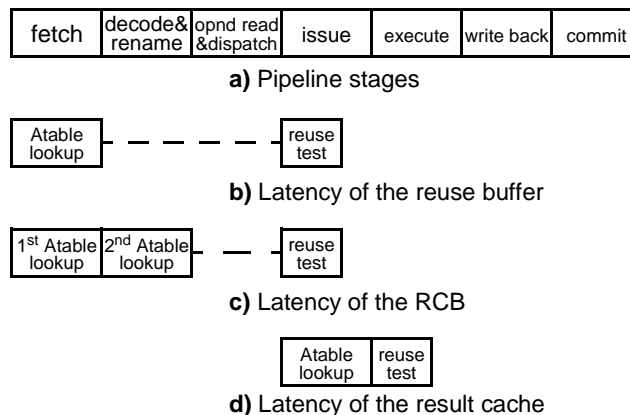 fetch decode& rename opnd read &dispatch issue execute write back commit
a) Pipeline stages
Atable lookup reuse test
b) Latency of the reuse buffer
1st Atable lookup 2nd Atable lookup reuse test
c) Latency of the RCB
Atable lookup reuse test
d) Latency of the result cache